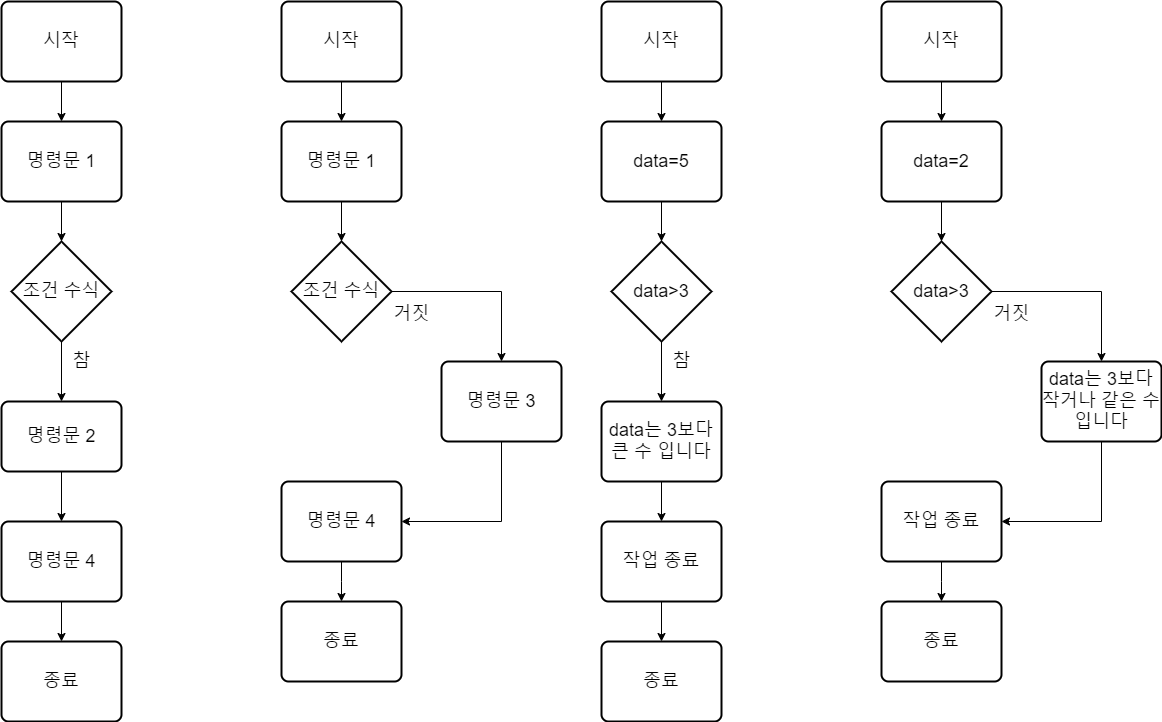 시작
명령문 1
조건 수식
참
명령문 2
명령문 4
종료
시작
명령문 1
조건 수식
거짓
명령문 3
명령문 4
종료
시작
data=5
data>3
참
data는 3보다
큰 수 입니다
작업 종료
종료
시작
data=2
data>3
거짓
data는 3보다
작거나 같은 수
입니다
작업 종료
종료